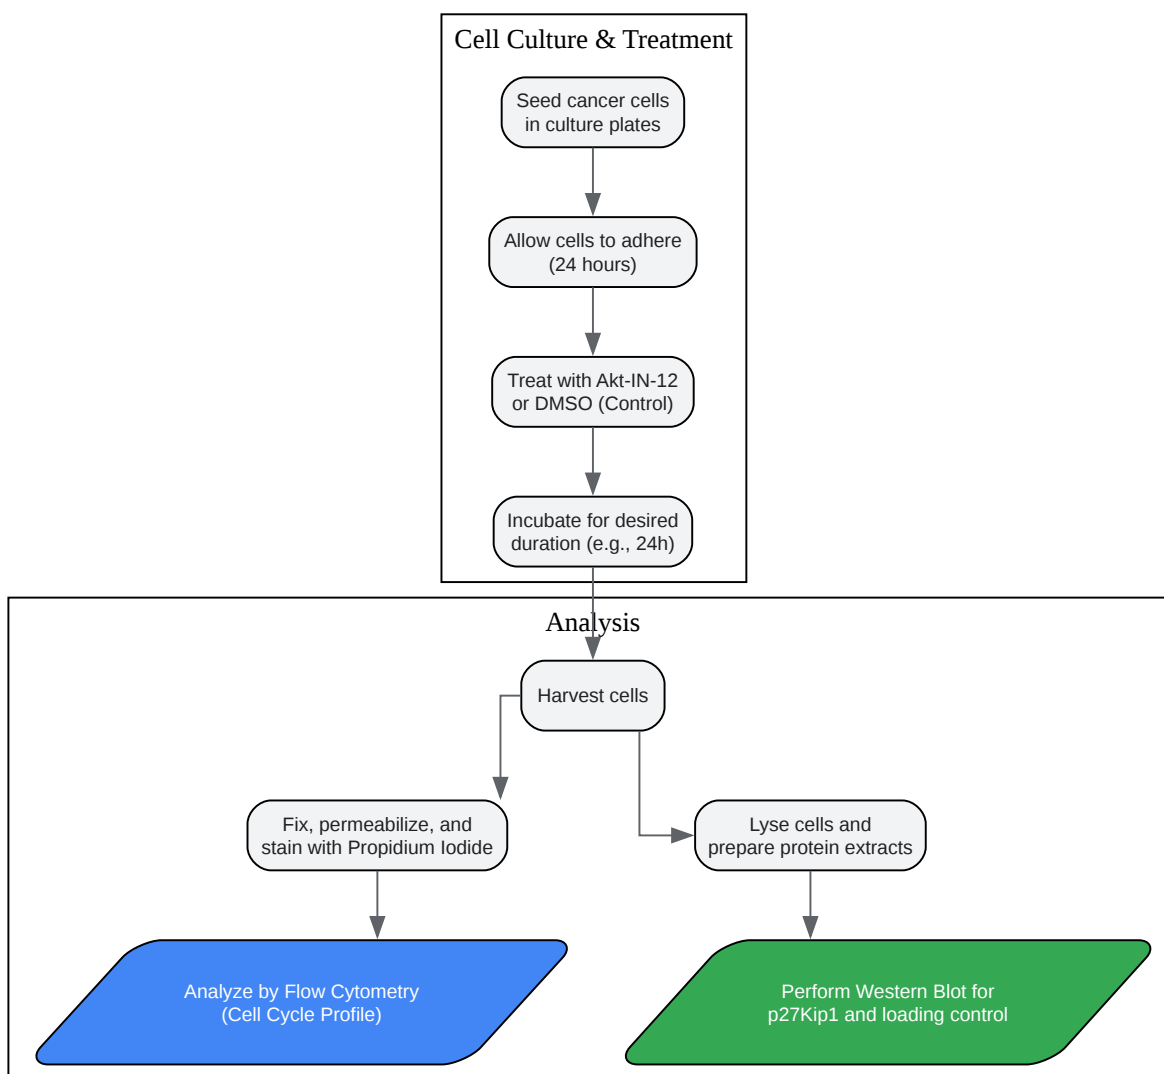 Cell Culture & Treatment
Seed cancer cells
in culture plates
Allow cells to adhere
(24 hours)
Treat with Akt-IN-12
or DMSO (Control)
Incubate for desired
duration (e.g., 24h)
Analysis
Harvest cells
Fix, permeabilize, and
stain with Propidium Iodide
Lyse cells and
prepare protein extracts
Analyze by Flow Cytometry
(Cell Cycle Profile)
Perform Western Blot for
p27Kip1 and loading control